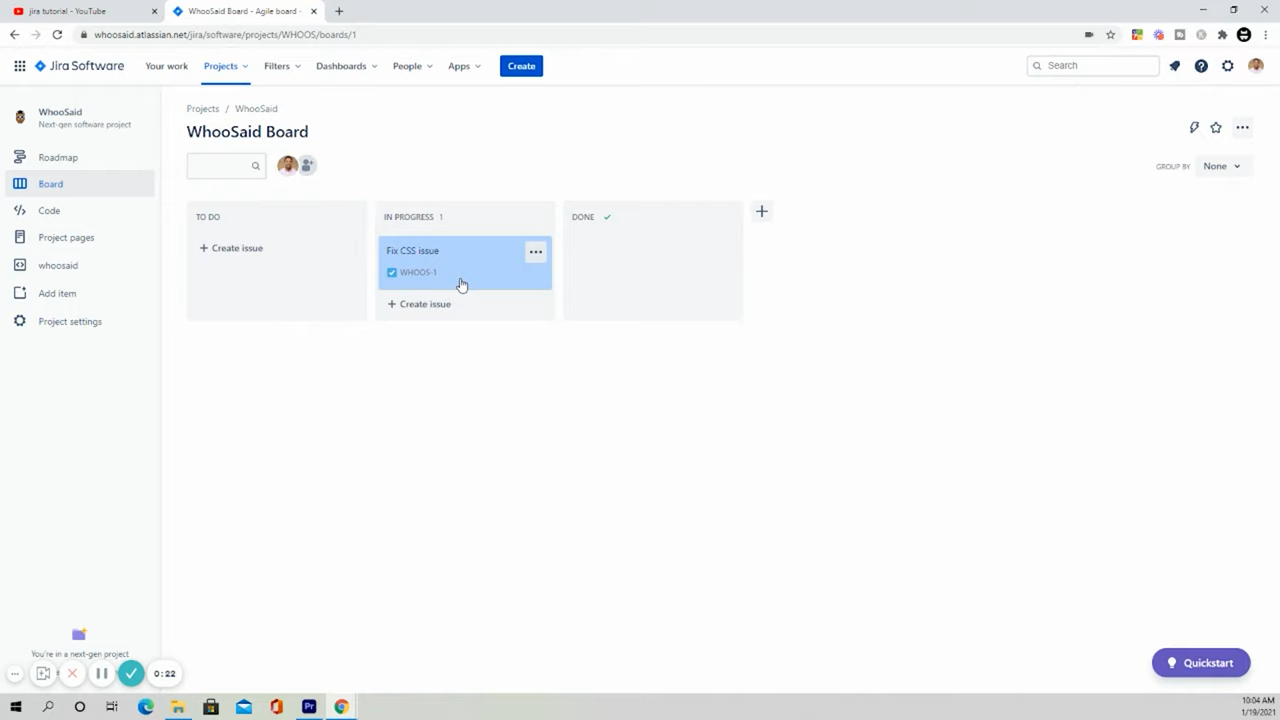 jira tutorial - YouTube
WhooSaid Board - Agile board -
whoosaid.atlassian.net/jira/software/projects/WHOOS/boards/1
Jira Software
Your work
Projects
Filters
Dashboards
People
Apps
Create
Search
WhooSaid
Next-gen software project
Roadmap
Board
Code
Project pages
whoosaid
Add item
Project settings
Projects / WhooSaid
WhooSaid Board
GROUP BY
None
TO DO
+ Create issue
IN PROGRESS 1
Fix CSS issue
WHOOS-1
+ Create issue
DONE
You're in a next-gen project
0:22
Quickstart
Pr
10:04 AM
1/19/2021